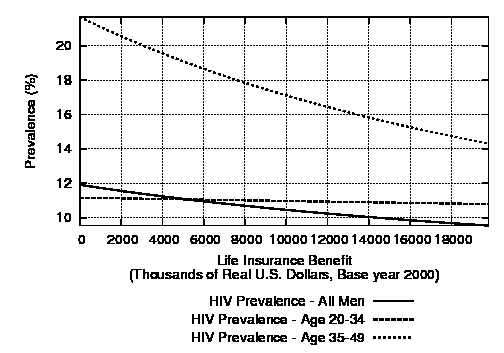 20
18
16
14
12
10
Prevalence (%)
0 2000 4000 6000 8000 10000 12000 14000 16000 18000
Life Insurance Benefit
(Thousands of Real U.S. Dollars, Base year 2000)
HIV Prevalence - All Men
HIV Prevalence - Age 20-34
HIV Prevalence - Age 35-49